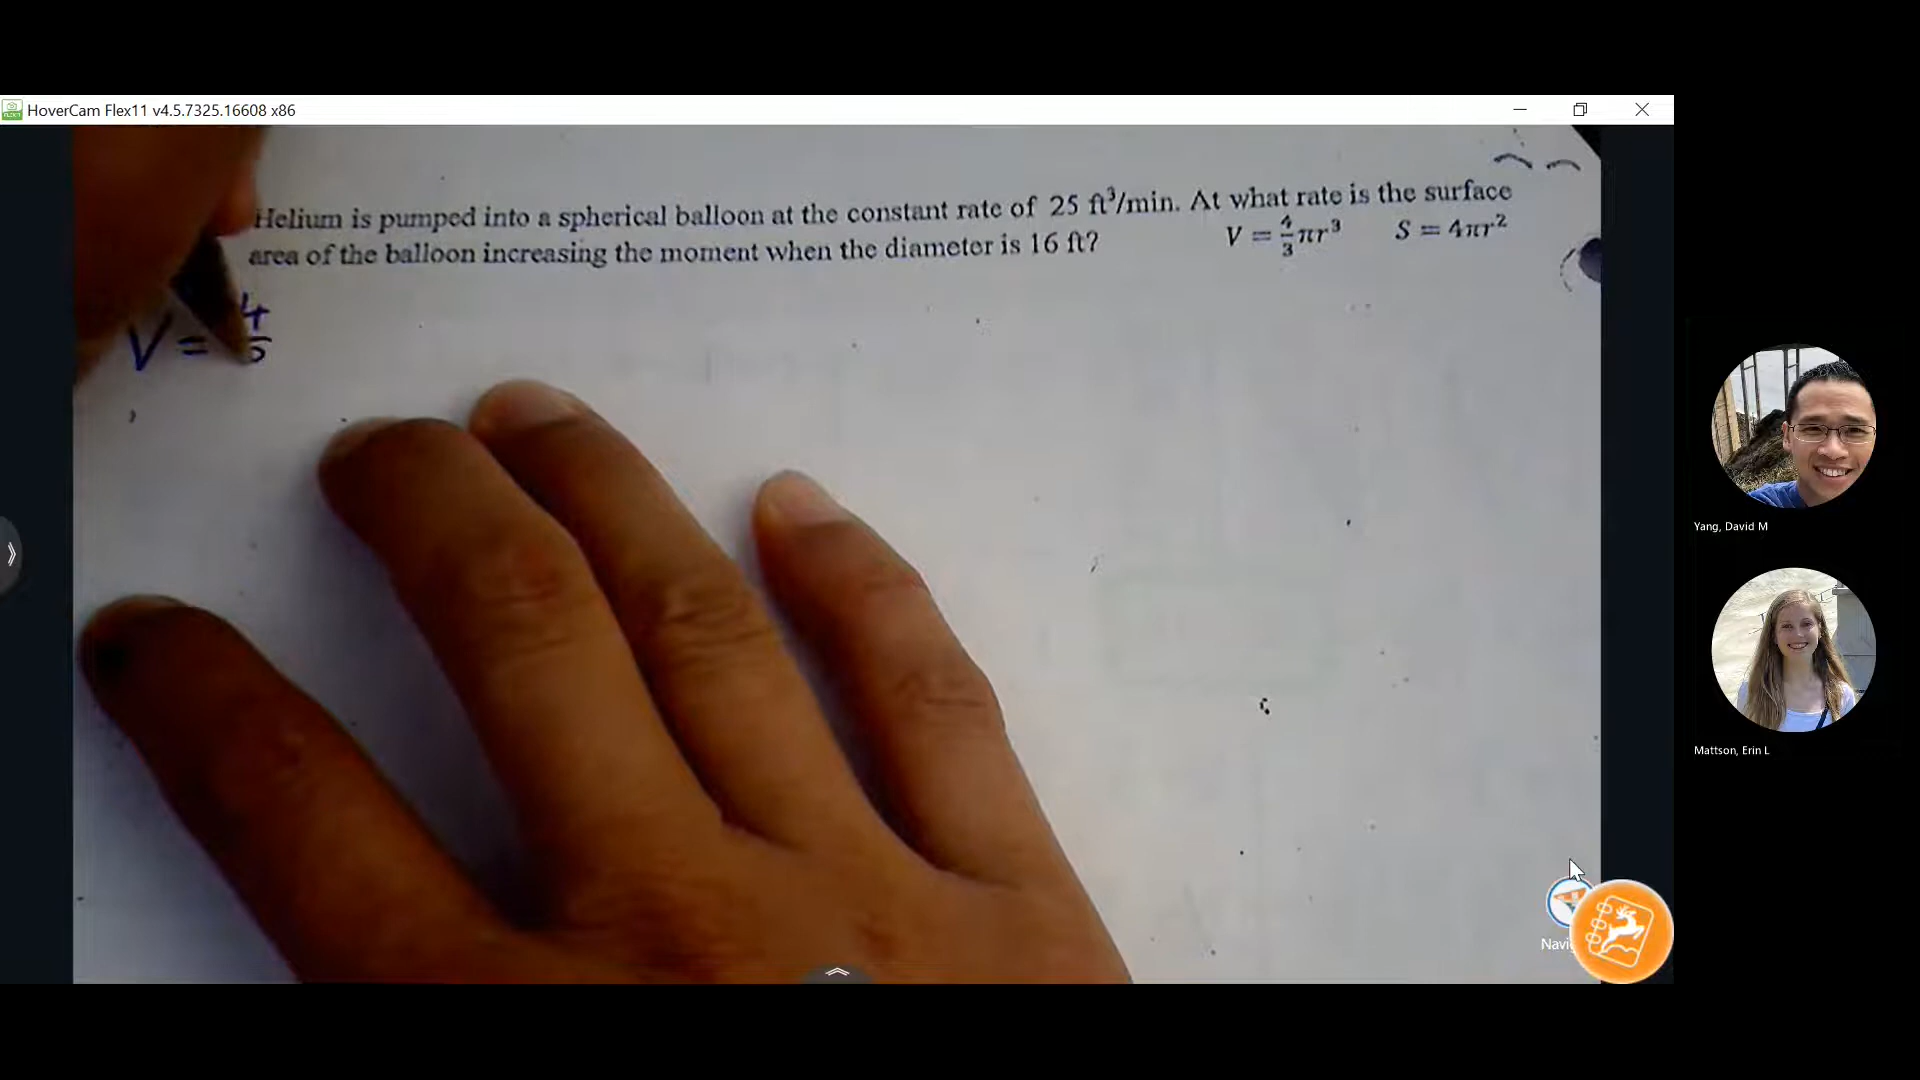 HoverCam Flex11 v4.5.7325.16608 x86
Helium is pumped into a spherical balloon at the constant rate of 25 ft³/min. At what rate is the surface
area of the balloon increasing the moment when the diameter is 16 ft?
V = 4/3 πr³ S = 4πr²
V = 4
Yang, David M
Mattson, Erin L
Navi